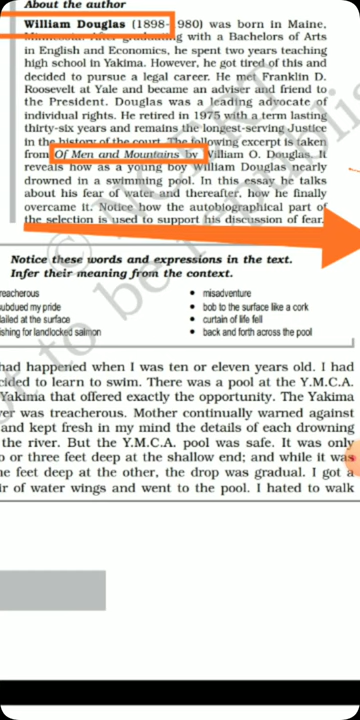 About the author
William Douglas (1898-1980) was born in Maine,
Minnesota. After graduating with a Bachelors of Arts
in English and Economics, he spent two years teaching
high school in Yakima. However, he got tired of this and
decided to pursue a legal career. He met Franklin D.
Roosevelt at Yale and became an adviser and friend to
the President. Douglas was a leading advocate of
individual rights. He retired in 1975 with a term lasting
thirty-six years and remains the longest-serving Justice
in the history of the court. The following excerpt is taken
from Of Men and Mountains by William O. Douglas. It
reveals how as a young boy William Douglas nearly
drowned in a swimming pool. In this essay he talks
about his fear of water and thereafter, how he finally
overcame it. Notice how the autobiographical part of
the selection is used to support his discussion of fear.
Notice these words and expressions in the text.
Infer their meaning from the context.
reacherous
ubdued my pride
lailed at the surface
ishing for landlocked salmon
• misadventure
• bob to the surface like a cork
• curtain of life fell
• back and forth across the pool
had happened when I was ten or eleven years old. I had
cided to learn to swim. There was a pool at the Y.M.C.A.
Yakima that offered exactly the opportunity. The Yakima
ver was treacherous. Mother continually warned against
and kept fresh in my mind the details of each drowning
the river. But the Y.M.C.A. pool was safe. It was only
o or three feet deep at the shallow end; and while it was
ne feet deep at the other, the drop was gradual. I got a
ir of water wings and went to the pool. I hated to walk